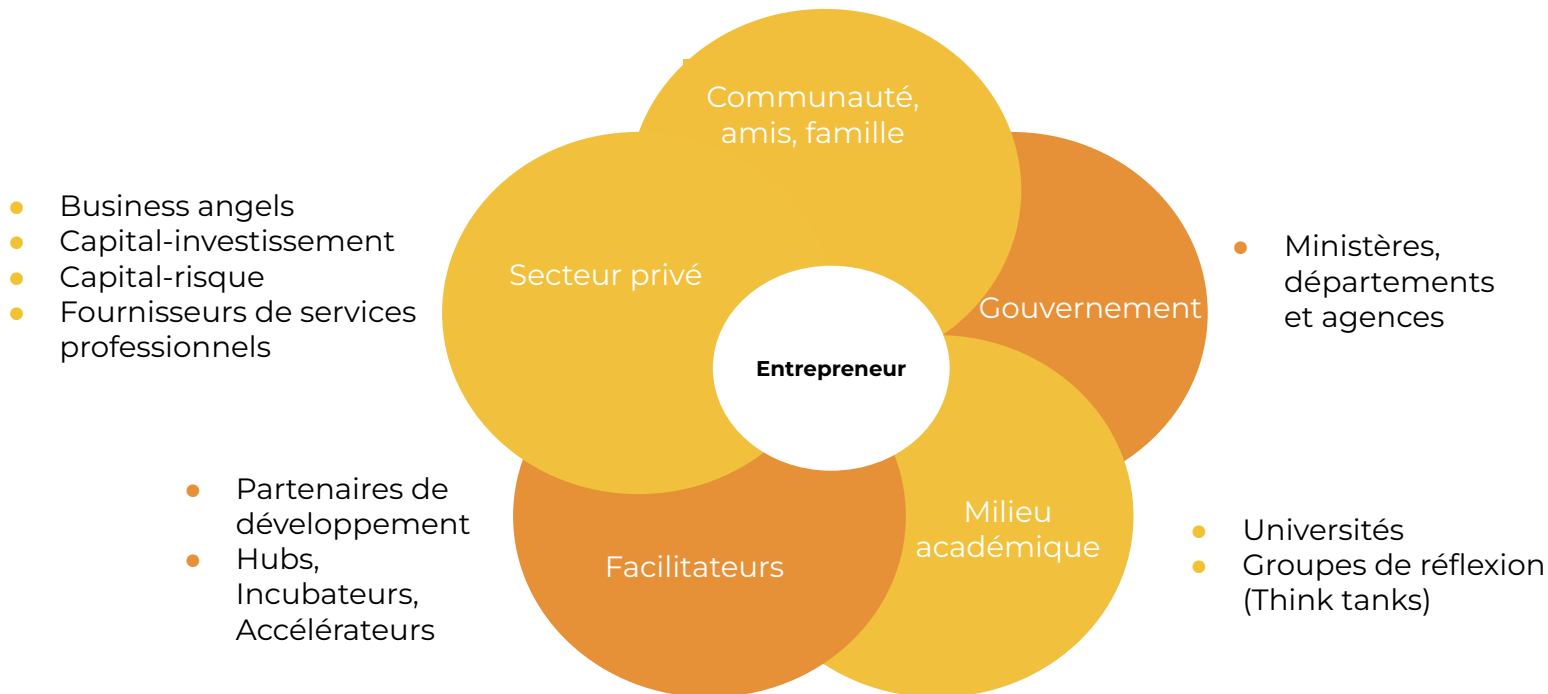 Communauté,
amis, famille
Business angels
Capital-investissement
Capital-risque
Fournisseurs de services
professionnels
Secteur privé
Gouvernement
Ministères,
départements
et agences
Entrepreneur
Partenaires de
développement
Hubs,
Incubateurs,
Accélérateurs
Facilitateurs
Milieu
académique
Universités
Groupes de réflexion
(Think tanks)